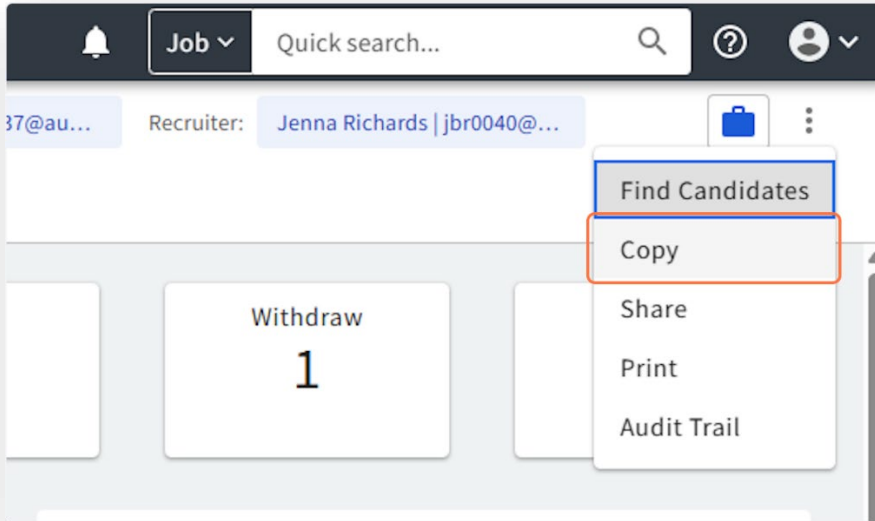 Job
Quick search...
37@au...
Recruiter:
Jenna Richards | jbr0040@...
Find Candidates
Copy
Share
Print
Audit Trail
Withdraw
1